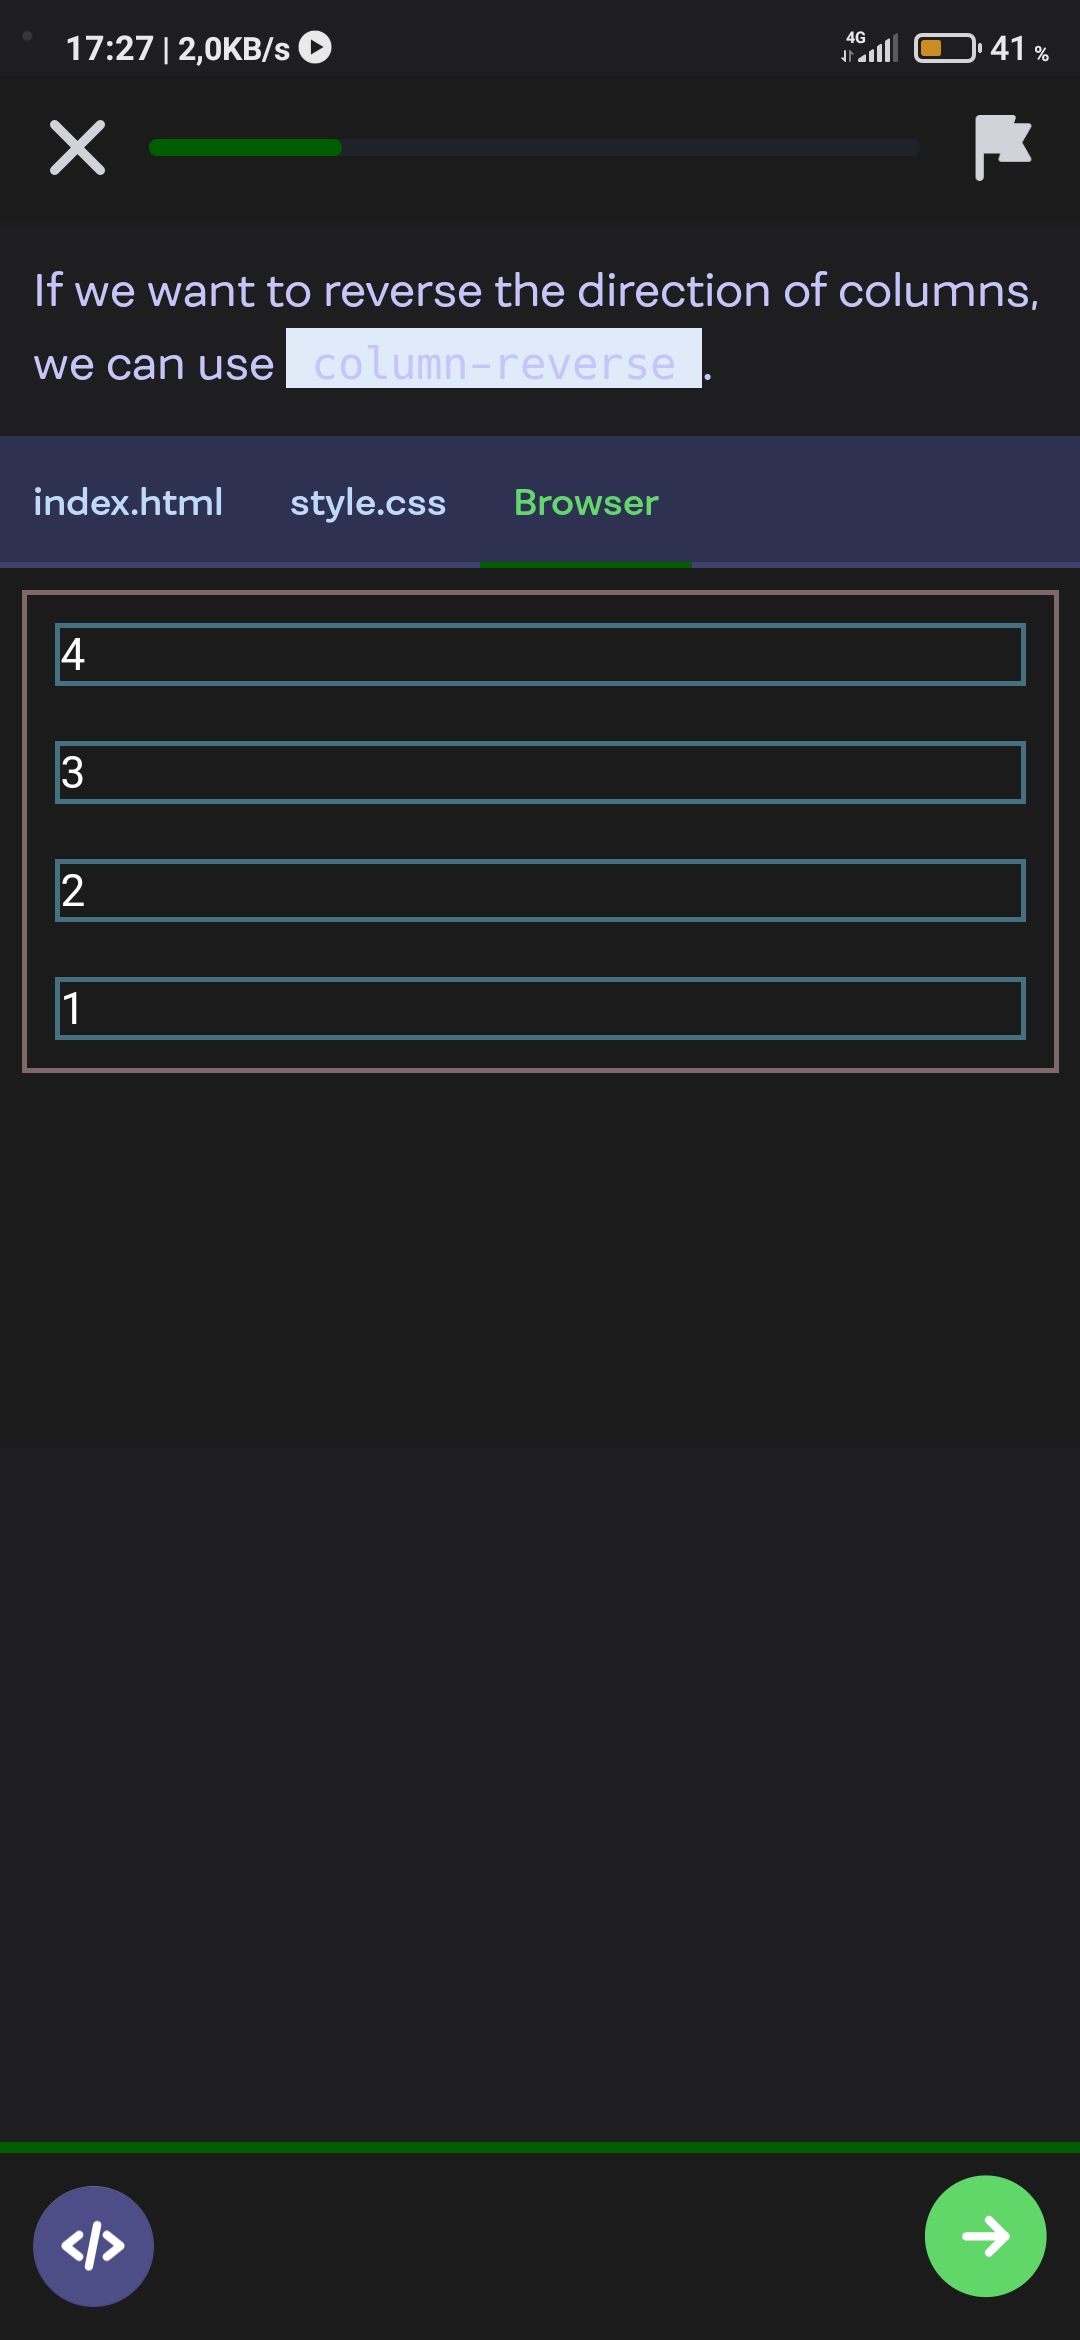 17:27 | 2,0KB/s 4G 41 %
If we want to reverse the direction of columns,
we can use column-reverse .
index.html style.css Browser
4
3
2
1